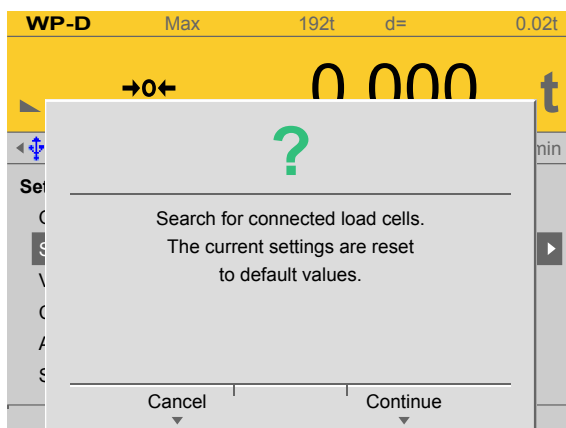 WP-D Max 192t d= 0.02t
→0← 0.000 t
min
Search for connected load cells.
The current settings are reset
to default values.
Cancel Continue